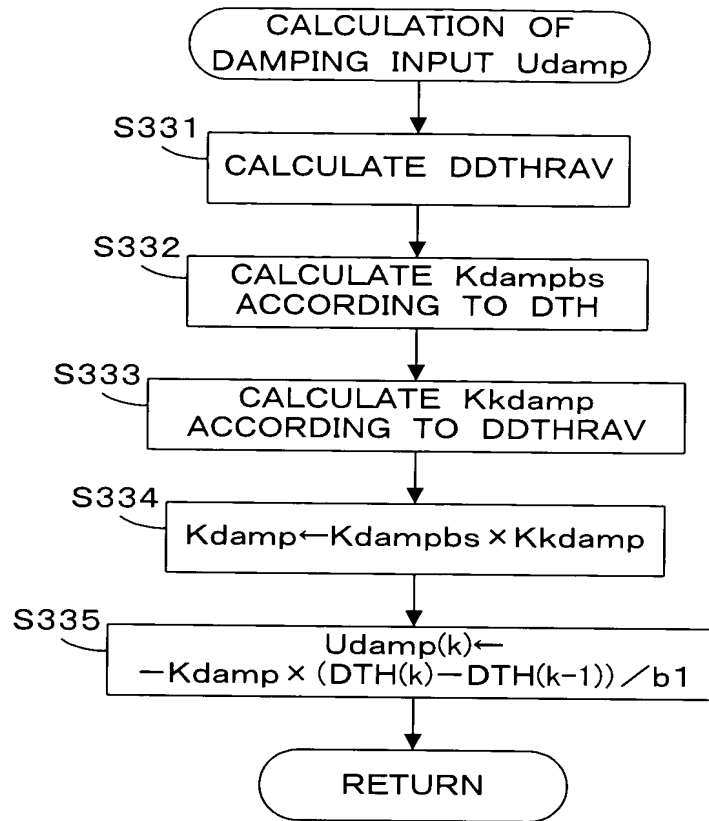 CALCULATION OF
DAMPING INPUT Udamp
S331
CALCULATE DDTHRAV
S332
CALCULATE Kdampbs
ACCORDING TO DTH
S333
CALCULATE Kkdamp
ACCORDING TO DDTHRAV
S334
Kdamp←Kdampbs×Kkdamp
S335
Udamp(k)←
−Kdamp×(DTH(k)−DTH(k-1))/b1
RETURN